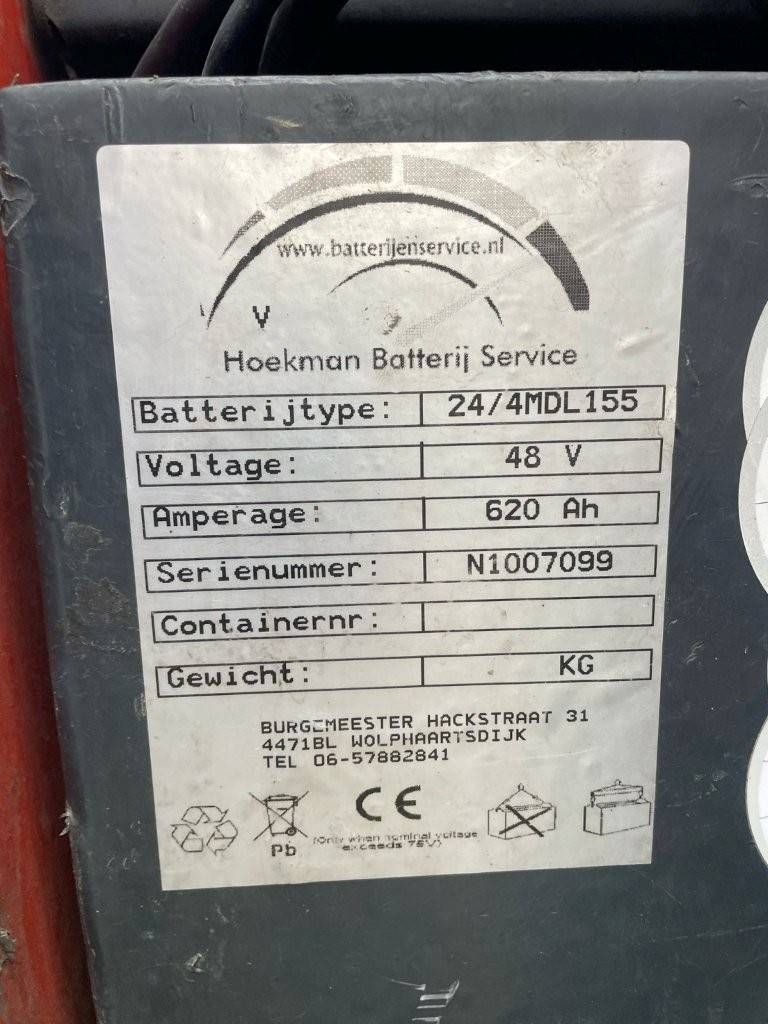 www.batterijenservice.nl
V
Hoekman Batterij Service
Batterijtype: 24/4MDL155
Voltage: 48 V
Amperage: 620 Ah
Serienummer: N1007099
Containernr:
Gewicht: KG
BURGEMEESTER HACKSTRAAT 31
4471BL WOLPHAARTSDIJK
TEL 06-57882841
CE
Pb
(Only when nominal voltage
exceeds 75V)